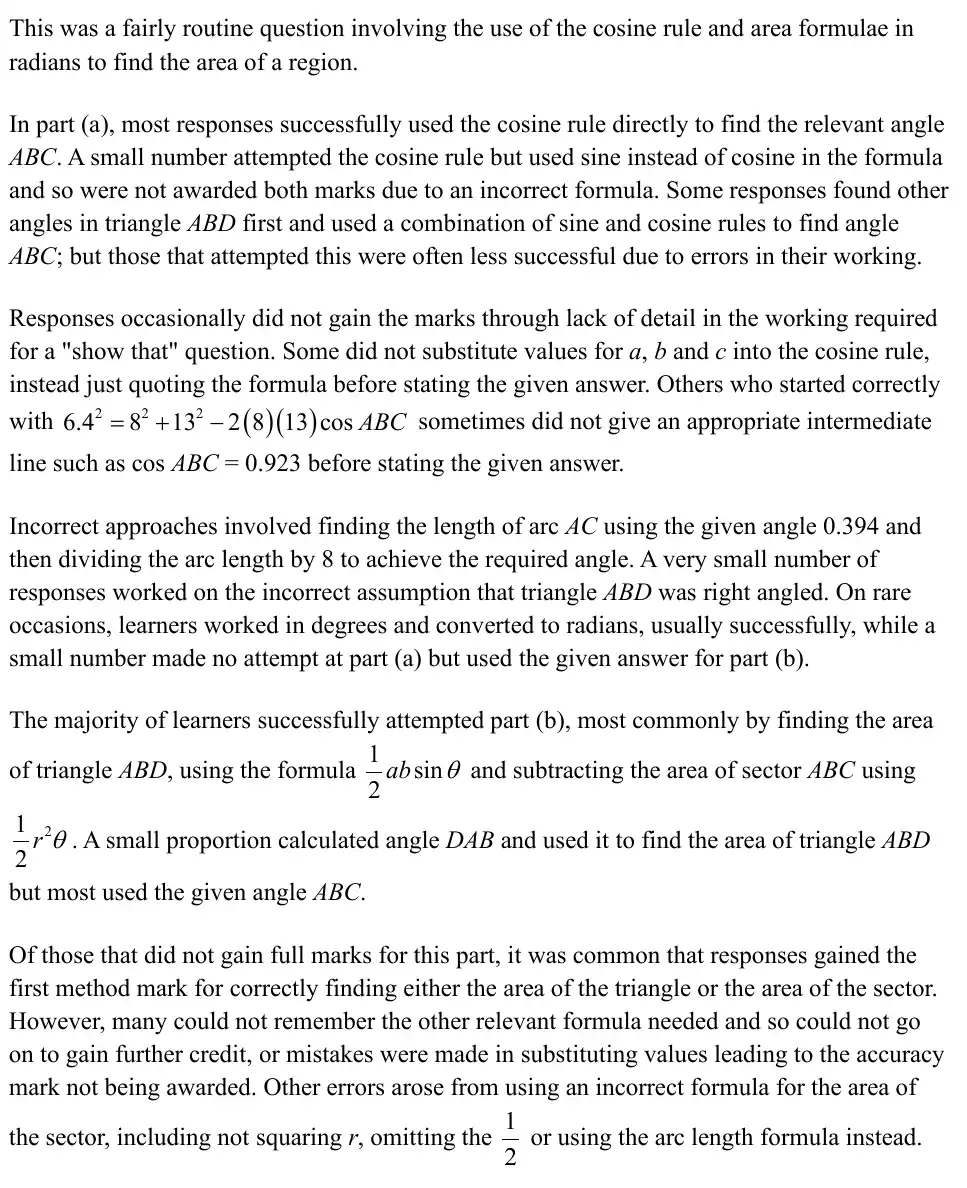 This was a fairly routine question involving the use of the cosine rule and area formulae in
radians to find the area of a region.
In part (a), most responses successfully used the cosine rule directly to find the relevant angle
ABC. A small number attempted the cosine rule but used sine instead of cosine in the formula
and so were not awarded both marks due to an incorrect formula. Some responses found other
angles in triangle ABD first and used a combination of sine and cosine rules to find angle
ABC; but those that attempted this were often less successful due to errors in their working.
Responses occasionally did not gain the marks through lack of detail in the working required
for a "show that" question. Some did not substitute values for a, b and c into the cosine rule,
instead just quoting the formula before stating the given answer. Others who started correctly
with 6.4² = 8² + 13² − 2(8)(13)cos ABC sometimes did not give an appropriate intermediate
line such as cos ABC = 0.923 before stating the given answer.
Incorrect approaches involved finding the length of arc AC using the given angle 0.394 and
then dividing the arc length by 8 to achieve the required angle. A very small number of
responses worked on the incorrect assumption that triangle ABD was right angled. On rare
occasions, learners worked in degrees and converted to radians, usually successfully, while a
small number made no attempt at part (a) but used the given answer for part (b).
The majority of learners successfully attempted part (b), most commonly by finding the area
of triangle ABD, using the formula 1/2 ab sin θ and subtracting the area of sector ABC using
1/2 r²θ . A small proportion calculated angle DAB and used it to find the area of triangle ABD
but most used the given angle ABC.
Of those that did not gain full marks for this part, it was common that responses gained the
first method mark for correctly finding either the area of the triangle or the area of the sector.
However, many could not remember the other relevant formula needed and so could not go
on to gain further credit, or mistakes were made in substituting values leading to the accuracy
mark not being awarded. Other errors arose from using an incorrect formula for the area of
the sector, including not squaring r, omitting the 1/2 or using the arc length formula instead.